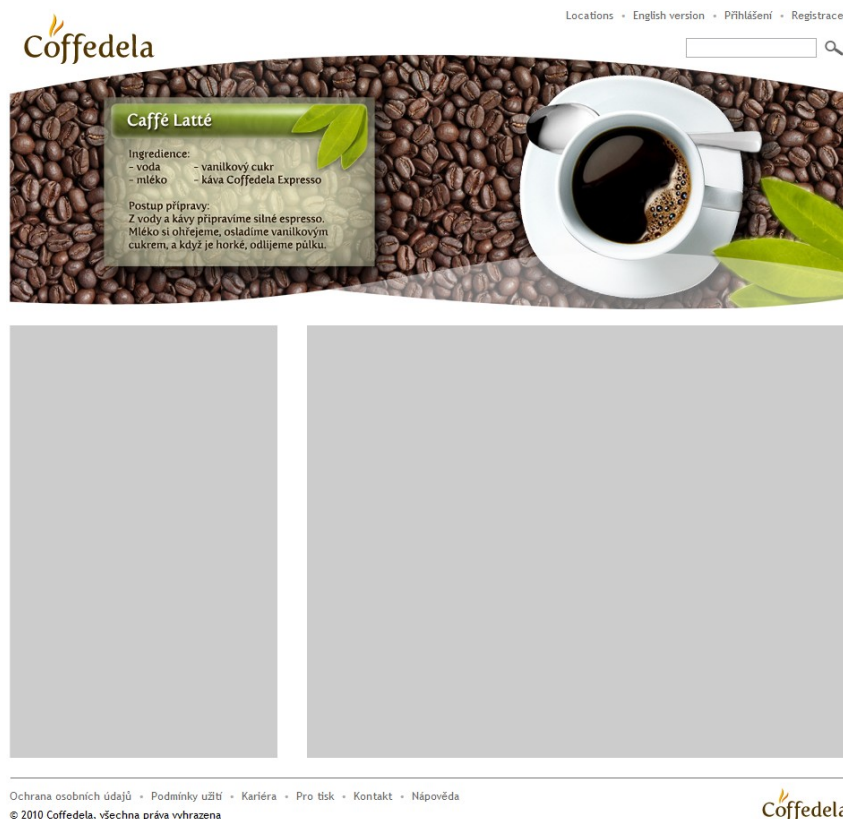 Locations • English version • Přihlášení • Registrace
Coffedela
Caffé Latté
Ingredience:
– voda – vanilkový cukr
– mléko – káva Coffedela Expresso
Postup přípravy:
Z vody a kávy připravíme silné espresso.
Mléko si ohřejeme, osladíme vanilkovým
cukrem, a když je horké, odlijeme půlku.
Ochrana osobních údajů • Podmínky užití • Kariéra • Pro tisk • Kontakt • Nápověda
Coffedela
© 2010 Coffedela, všechna práva vyhrazena